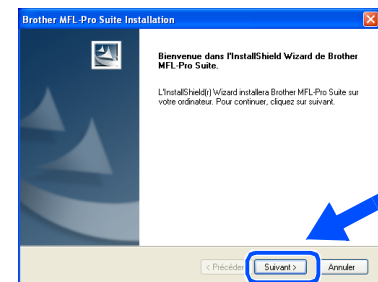 Brother MFL-Pro Suite Installation
Bienvenue dans l'InstallShield Wizard de Brother
MFL-Pro Suite.
L'InstallShield(r) Wizard installera Brother MFL-Pro Suite sur
votre ordinateur. Pour continuer, cliquez sur suivant.
< Précéder Suivant > Annuler